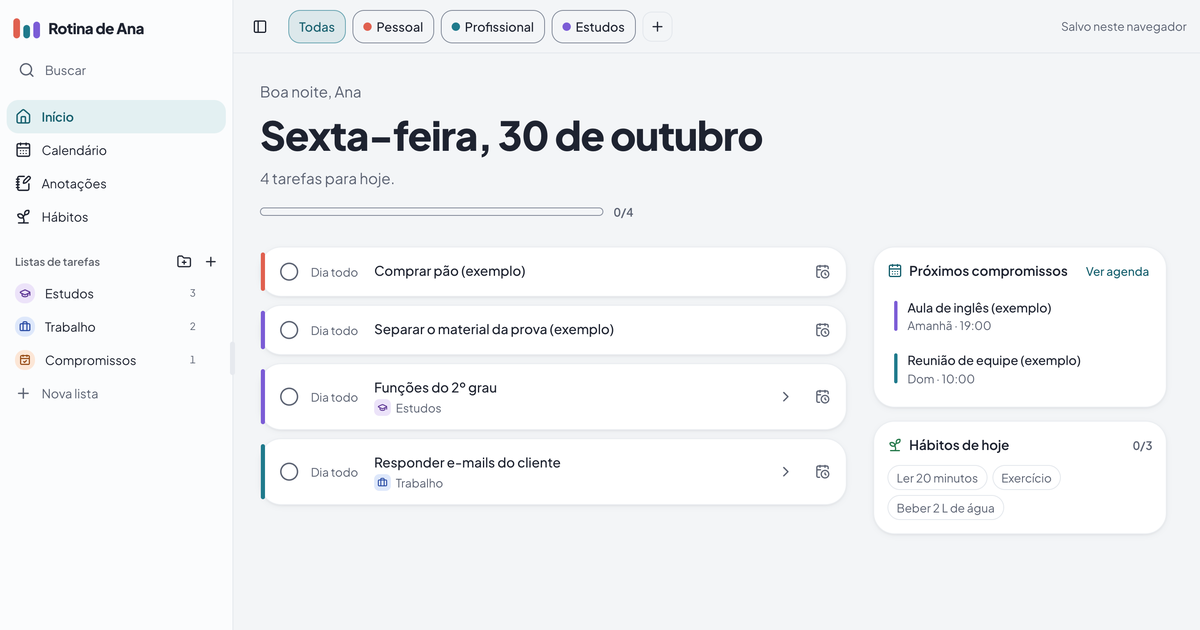 Rotina de Ana
Buscar
Início
Calendário
Anotações
Hábitos
Listas de tarefas
Estudos 3
Trabalho 2
Compromissos 1
Nova lista
Todas Pessoal Profissional Estudos Salvo neste navegador
Boa noite, Ana
Sexta-feira, 30 de outubro
4 tarefas para hoje.
0/4
Dia todo Comprar pão (exemplo)
Dia todo Separar o material da prova (exemplo)
Dia todo Funções do 2º grau
Estudos
Dia todo Responder e-mails do cliente
Trabalho
Próximos compromissos Ver agenda
Aula de inglês (exemplo)
Amanhã · 19:00
Reunião de equipe (exemplo)
Dom · 10:00
Hábitos de hoje 0/3
Ler 20 minutos Exercício
Beber 2 L de água